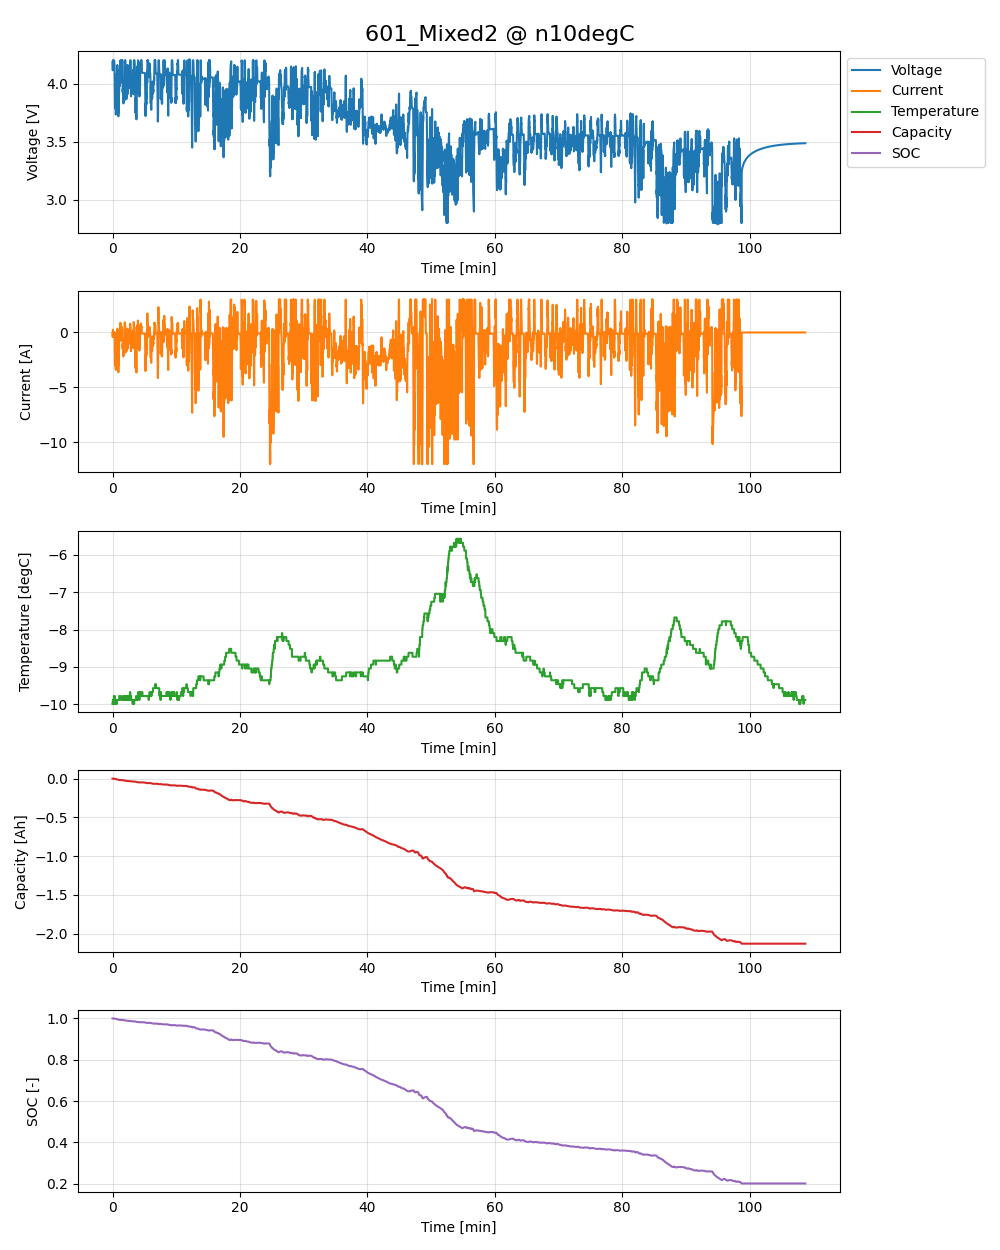 601_Mixed2 @ n10degC
Voltage [V]
4.0
3.5
3.0
0 20 40 60 80 100
Time [min]
Voltage
Current
Temperature
Capacity
SOC
Current [A]
0
−5
−10
0 20 40 60 80 100
Time [min]
Temperature [degC]
−6
−7
−8
−9
−10
0 20 40 60 80 100
Time [min]
Capacity [Ah]
0.0
−0.5
−1.0
−1.5
−2.0
0 20 40 60 80 100
Time [min]
SOC [-]
1.0
0.8
0.6
0.4
0.2
0 20 40 60 80 100
Time [min]